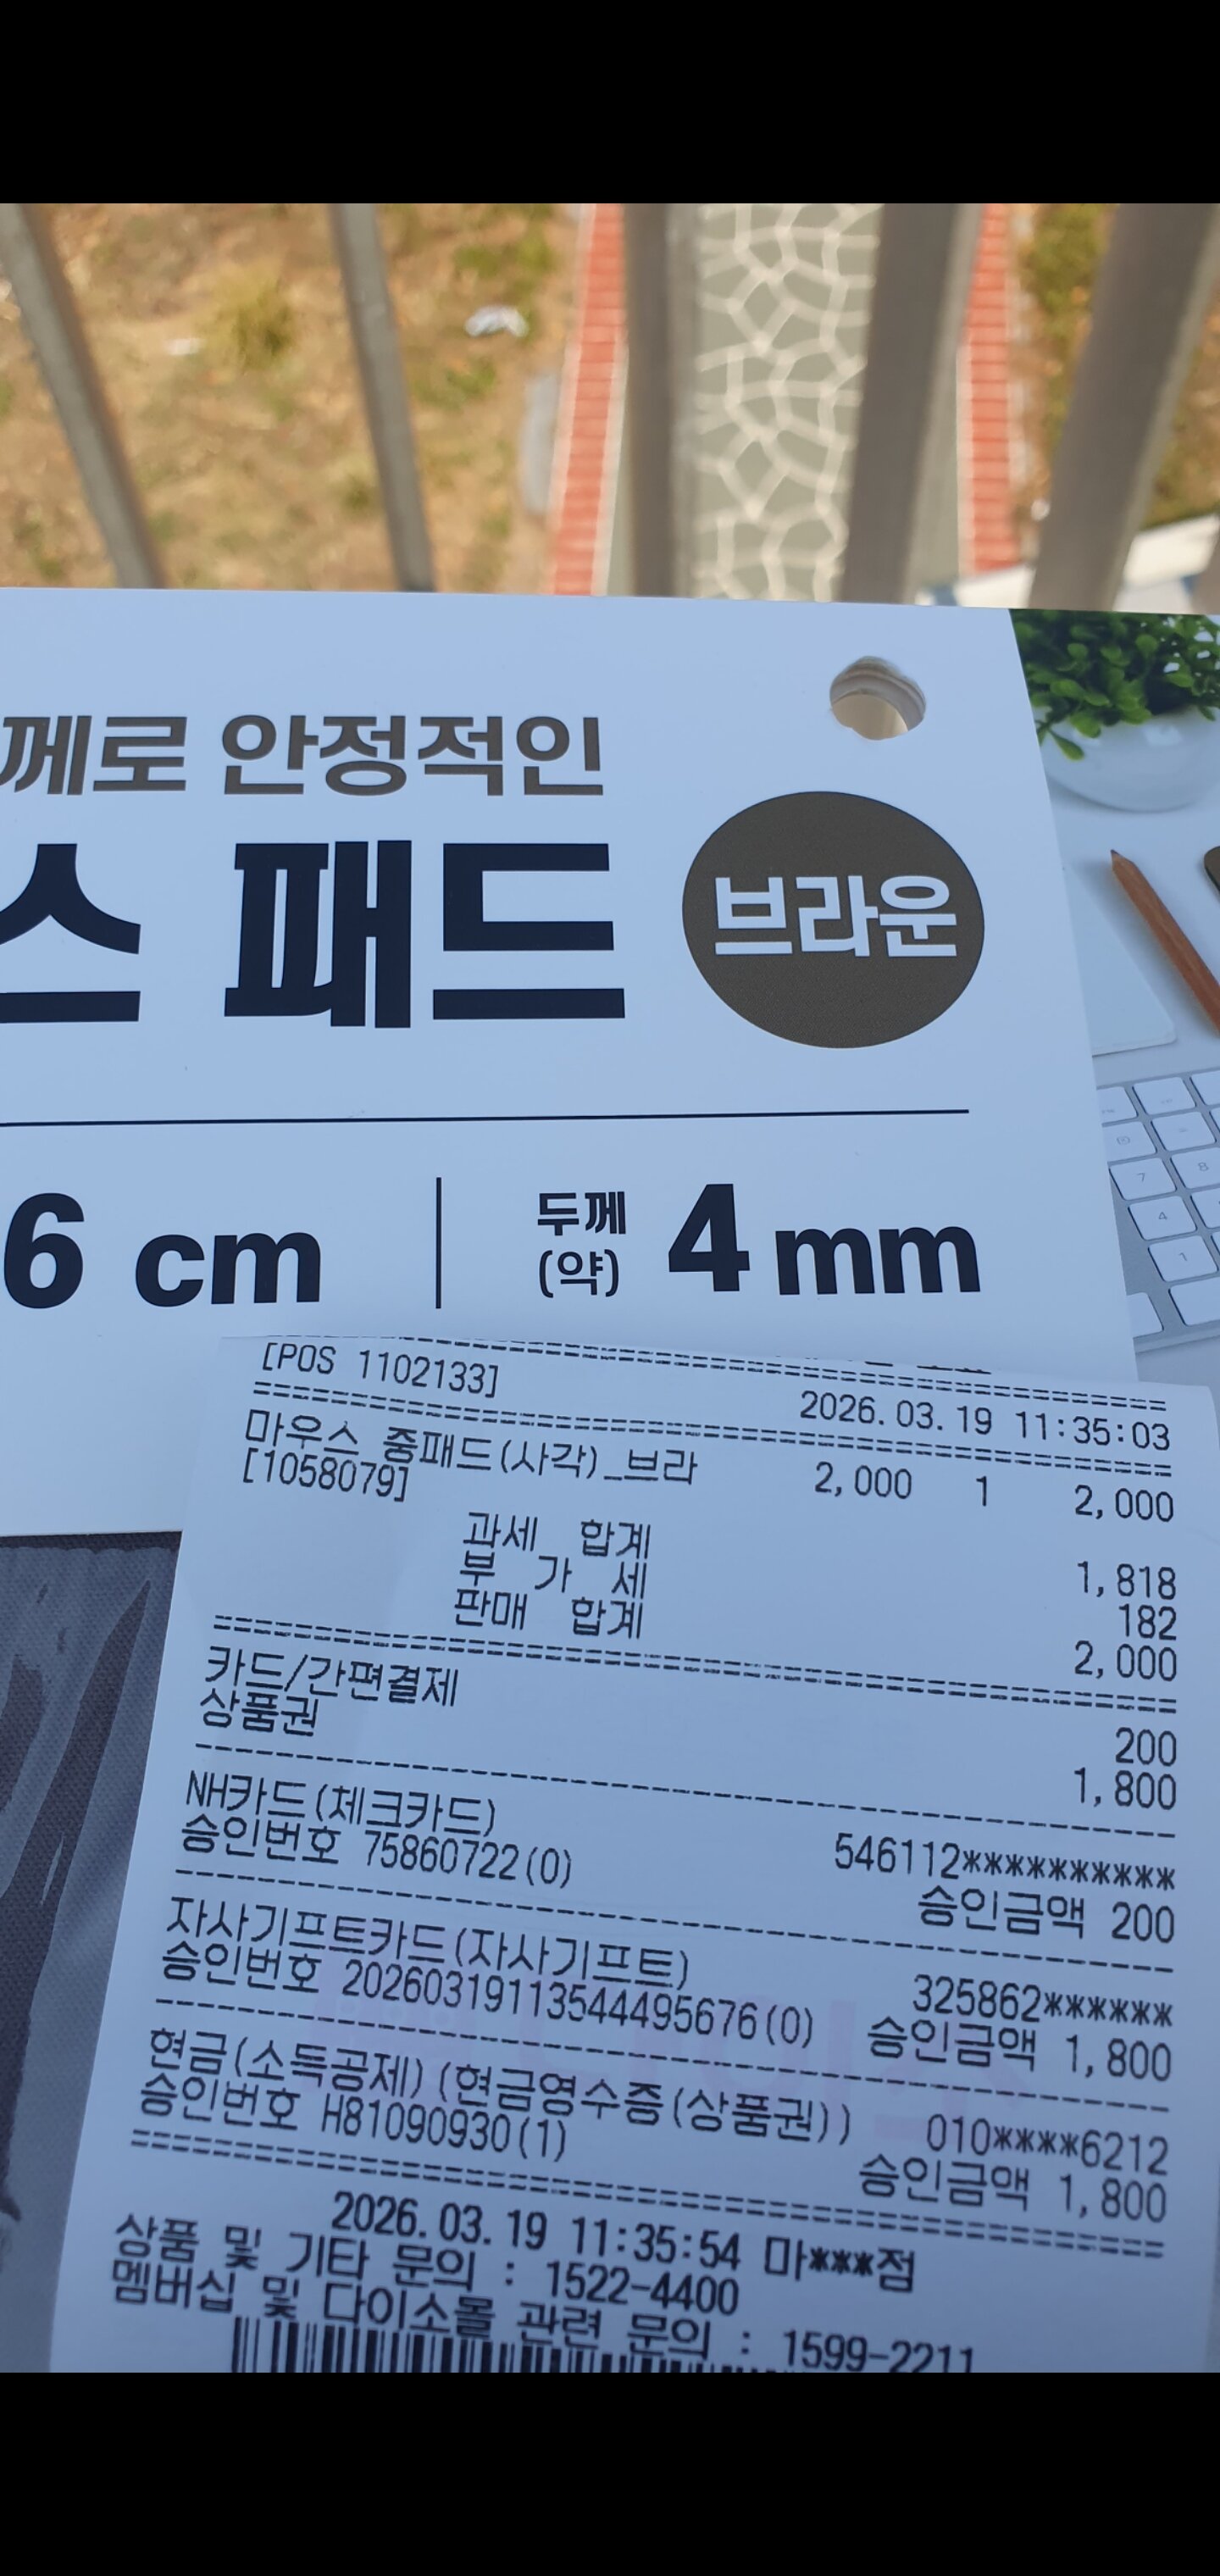 께로 안정적인
스 패드
브라운
6 cm
두께
(약) 4 mm
[POS 1102133] 2026.03.19 11:35:03
마우스 중패드(사각)_브라 2,000 1 2,000
[1058079]
과세 합계 1,818
부 가 세 182
판매 합계 2,000
카드/간편결제 200
상품권 1,800
NH카드(체크카드) 546112**********
승인번호 75860722(0) 승인금액 200
자사기프트카드(자사기프트) 325862******
승인번호 20260319113544495676(0) 승인금액 1,800
현금(소득공제)(현금영수증(상품권)) 010****6212
승인번호 H81090930(1) 승인금액 1,800
2026.03.19 11:35:54 마***점
상품 및 기타 문의 : 1522-4400
멤버십 및 다이소몰 관련 문의 : 1599-2211